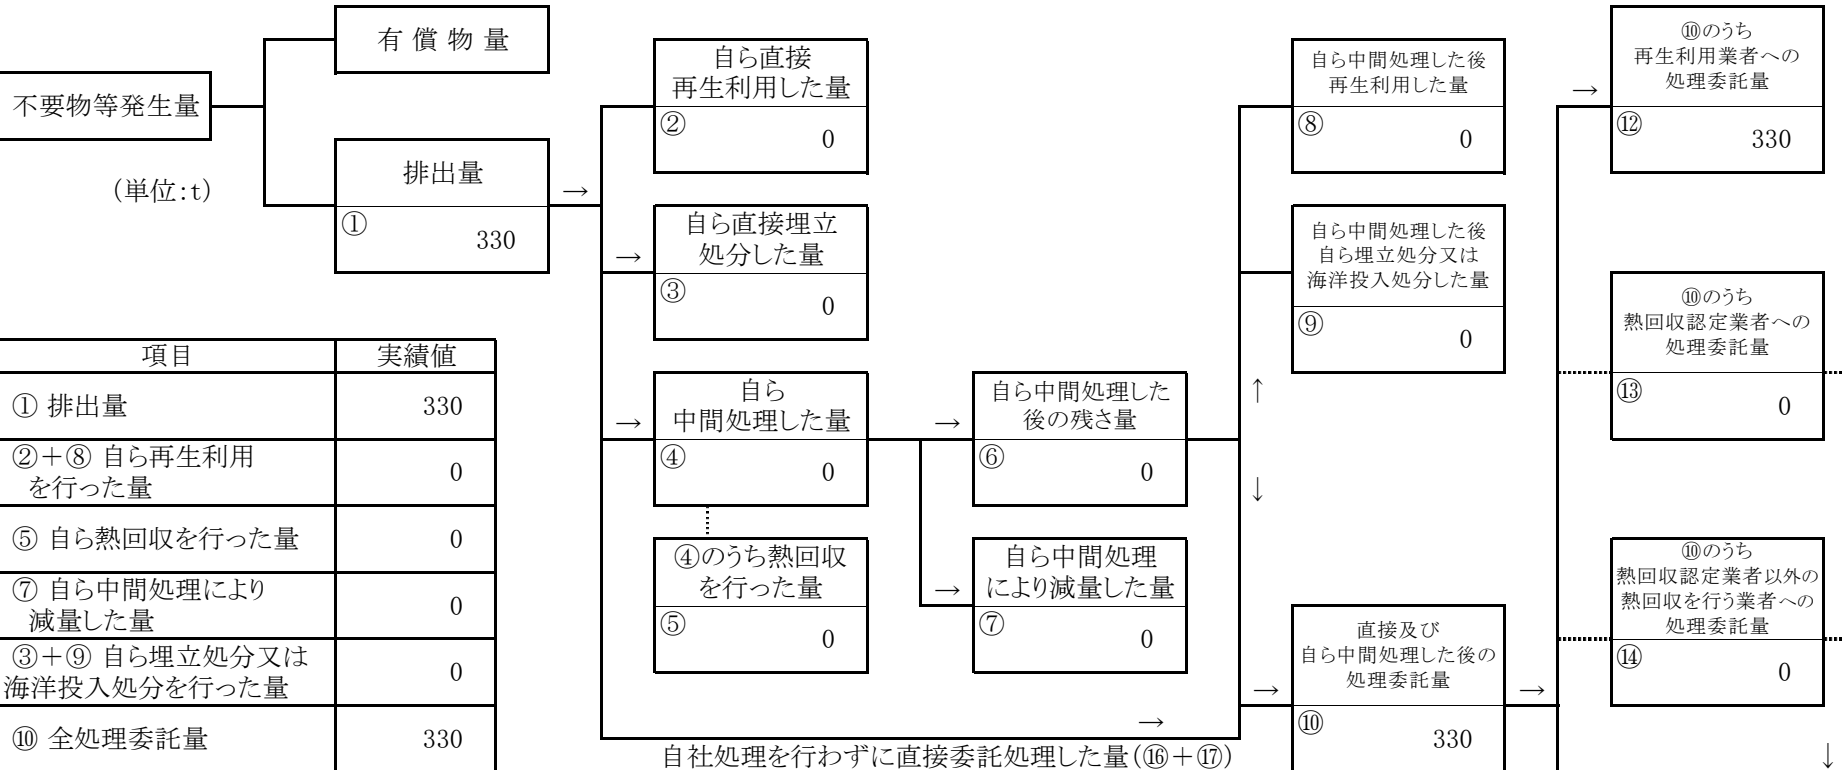 有 償 物 量
不要物等発生量
(単位:t)
排出量
①
330
→
自ら直接
再生利用した量
②
0
→
自ら直接埋立
処分した量
③
0
→
自ら
中間処理した量
④
0
④のうち熱回収
を行った量
⑤
0
→
自ら中間処理した
後の残さ量
⑥
0
→
自ら中間処理
により減量した量
⑦
0
自ら中間処理した後
再生利用した量
⑧
0
自ら中間処理した後
自ら埋立処分又は
海洋投入処分した量
⑨
0
↑
↓
→
直接及び
自ら中間処理した後の
処理委託量
⑩
330
→
→
自社処理を行わずに直接委託処理した量(⑯+⑰)
→
⑩のうち
再生利用業者への
処理委託量
⑫
330
⑩のうち
熱回収認定業者への
処理委託量
⑬
0
⑩のうち
熱回収認定業者以外の
熱回収を行う業者への
処理委託量
⑭
0
↓
項目 実績値
① 排出量 330
②+⑧ 自ら再生利用
を行った量
0
⑤ 自ら熱回収を行った量 0
⑦ 自ら中間処理により
減量した量
0
③+⑨ 自ら埋立処分又は
海洋投入処分を行った量
0
⑩ 全処理委託量 330